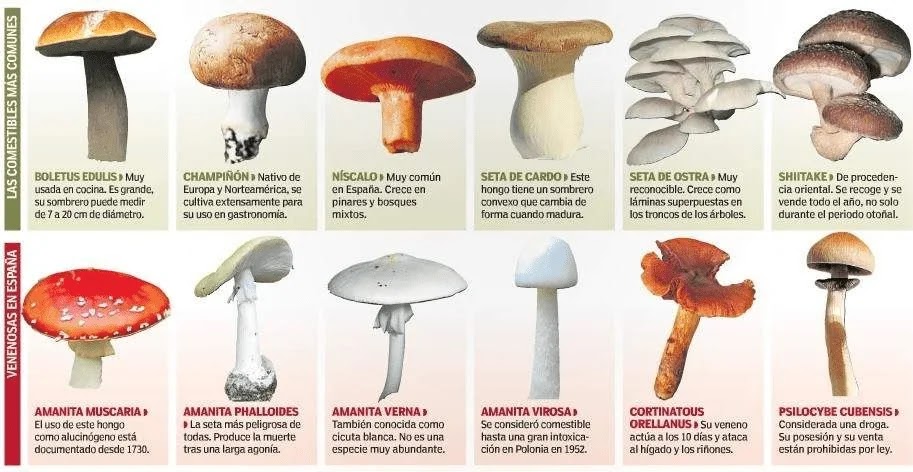 LAS COMESTIBLES MÁS COMUNES
BOLETUS EDULIS Muy
usada en cocina. Es grande,
su sombrero puede medir
de 7 a 20 cm de diámetro.
CHAMPIÑÓN Nativo de
Europa y Norteamérica, se
cultiva extensamente para
su uso en gastronomía.
NÍSCALO Muy común
en España. Crece en
pinares y bosques
mixtos.
SETA DE CARDO Este
hongo tiene un sombrero
convexo que cambia de
forma cuando madura.
SETA DE OSTRA Muy
reconocible. Crece como
láminas superpuestas en
los troncos de los árboles.
SHIITAKE De proceden-
cia oriental. Se recoge y se
vende todo el año, no solo
durante el periodo otoñal.
VENENOSAS EN ESPAÑA
AMANITA MUSCARIA
El uso de este hongo
como alucinógeno está
documentado desde 1730.
AMANITA PHALLOIDES
La seta más peligrosa de
todas. Produce la muerte
tras una larga agonía.
AMANITA VERNA
También conocida como
cicuta blanca. No es una
especie muy abundante.
AMANITA VIROSA
Se consideró comestible
hasta una gran intoxica-
ción en Polonia en 1952.
CORTINATOUS
ORELLANUS Su veneno
actúa a los 10 días y ataca
al hígado y los riñones.
PSILOCYBE CUBENSIS
Considerada una droga.
Su posesión y su venta
están prohibidas por ley.